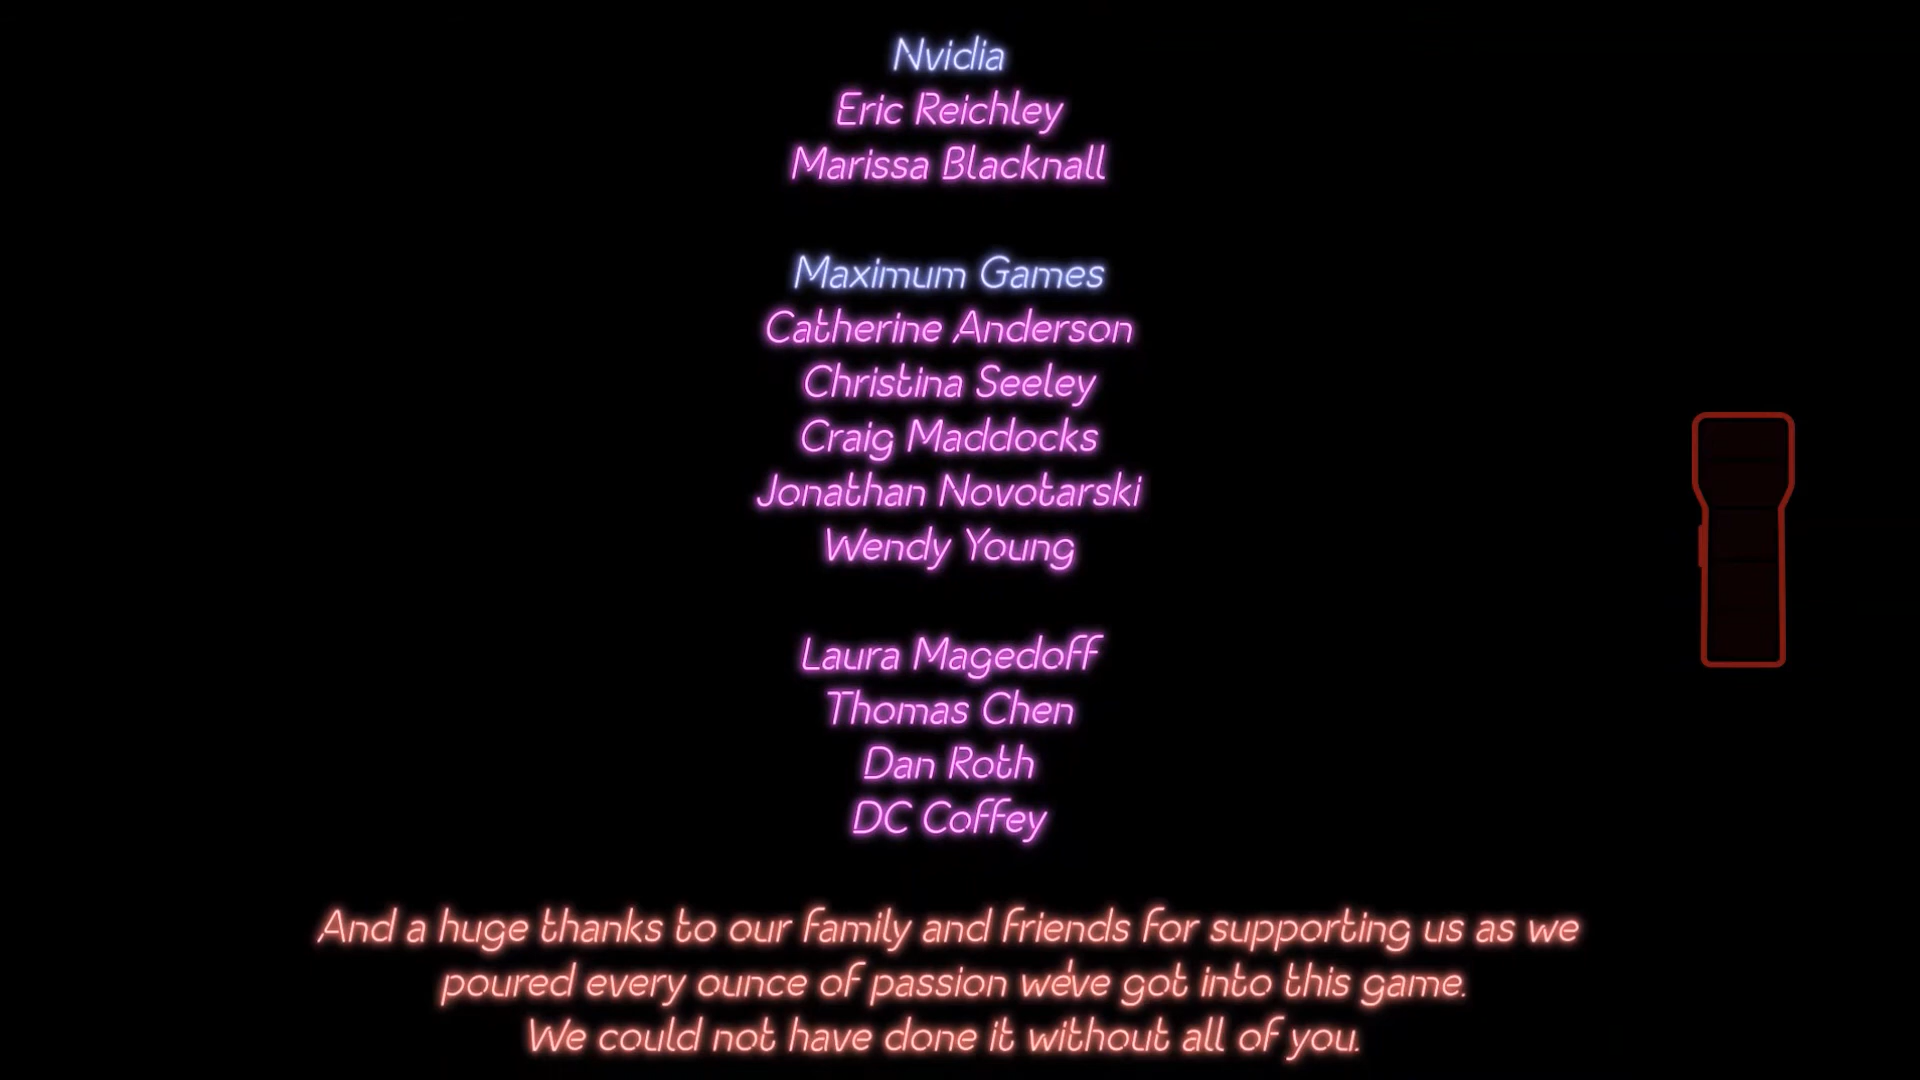 Nvidia
Eric Reichley
Marissa Blacknall
Maximum Games
Catherine Anderson
Christina Seeley
Craig Maddocks
Jonathan Novotarski
Wendy Young
Laura Magedoff
Thomas Chen
Dan Roth
DC Coffey
And a huge thanks to our family and friends for supporting us as we
poured every ounce of passion we've got into this game.
We could not have done it without all of you.